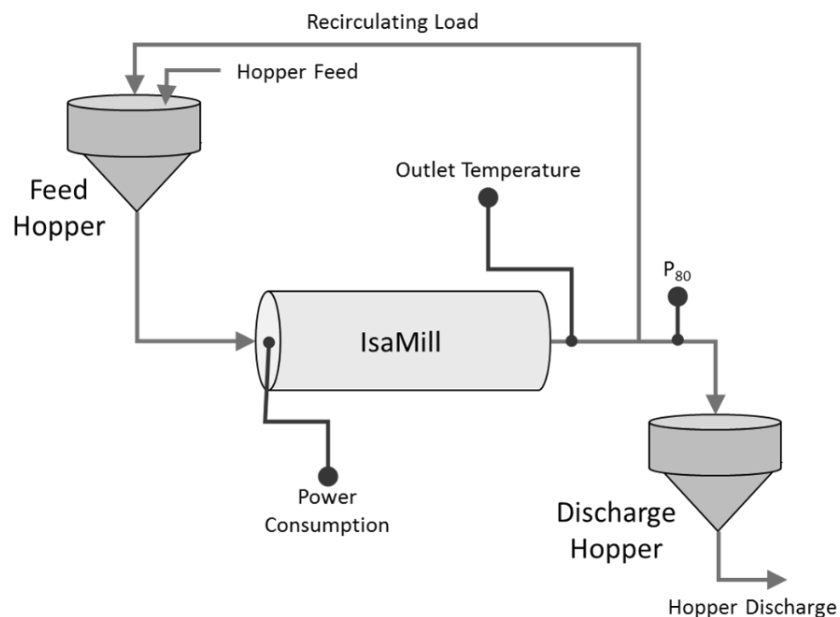 Recirculating Load
Hopper Feed
Feed
Hopper
Outlet Temperature
P₈₀
IsaMill
Power
Consumption
Discharge
Hopper
Hopper Discharge